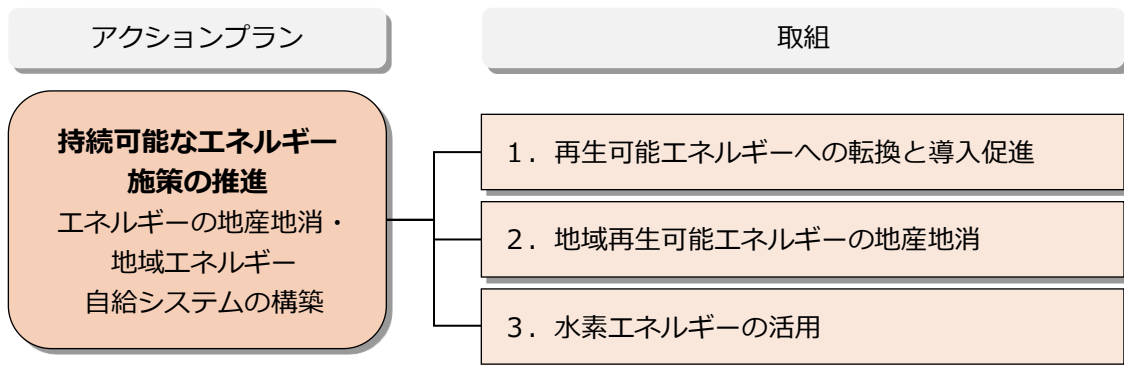 アクションプラン
取組
持続可能なエネルギー
施策の推進
エネルギーの地産地消・
地域エネルギー
自給システムの構築
１．再生可能エネルギーへの転換と導入促進
２．地域再生可能エネルギーの地産地消
３．水素エネルギーの活用